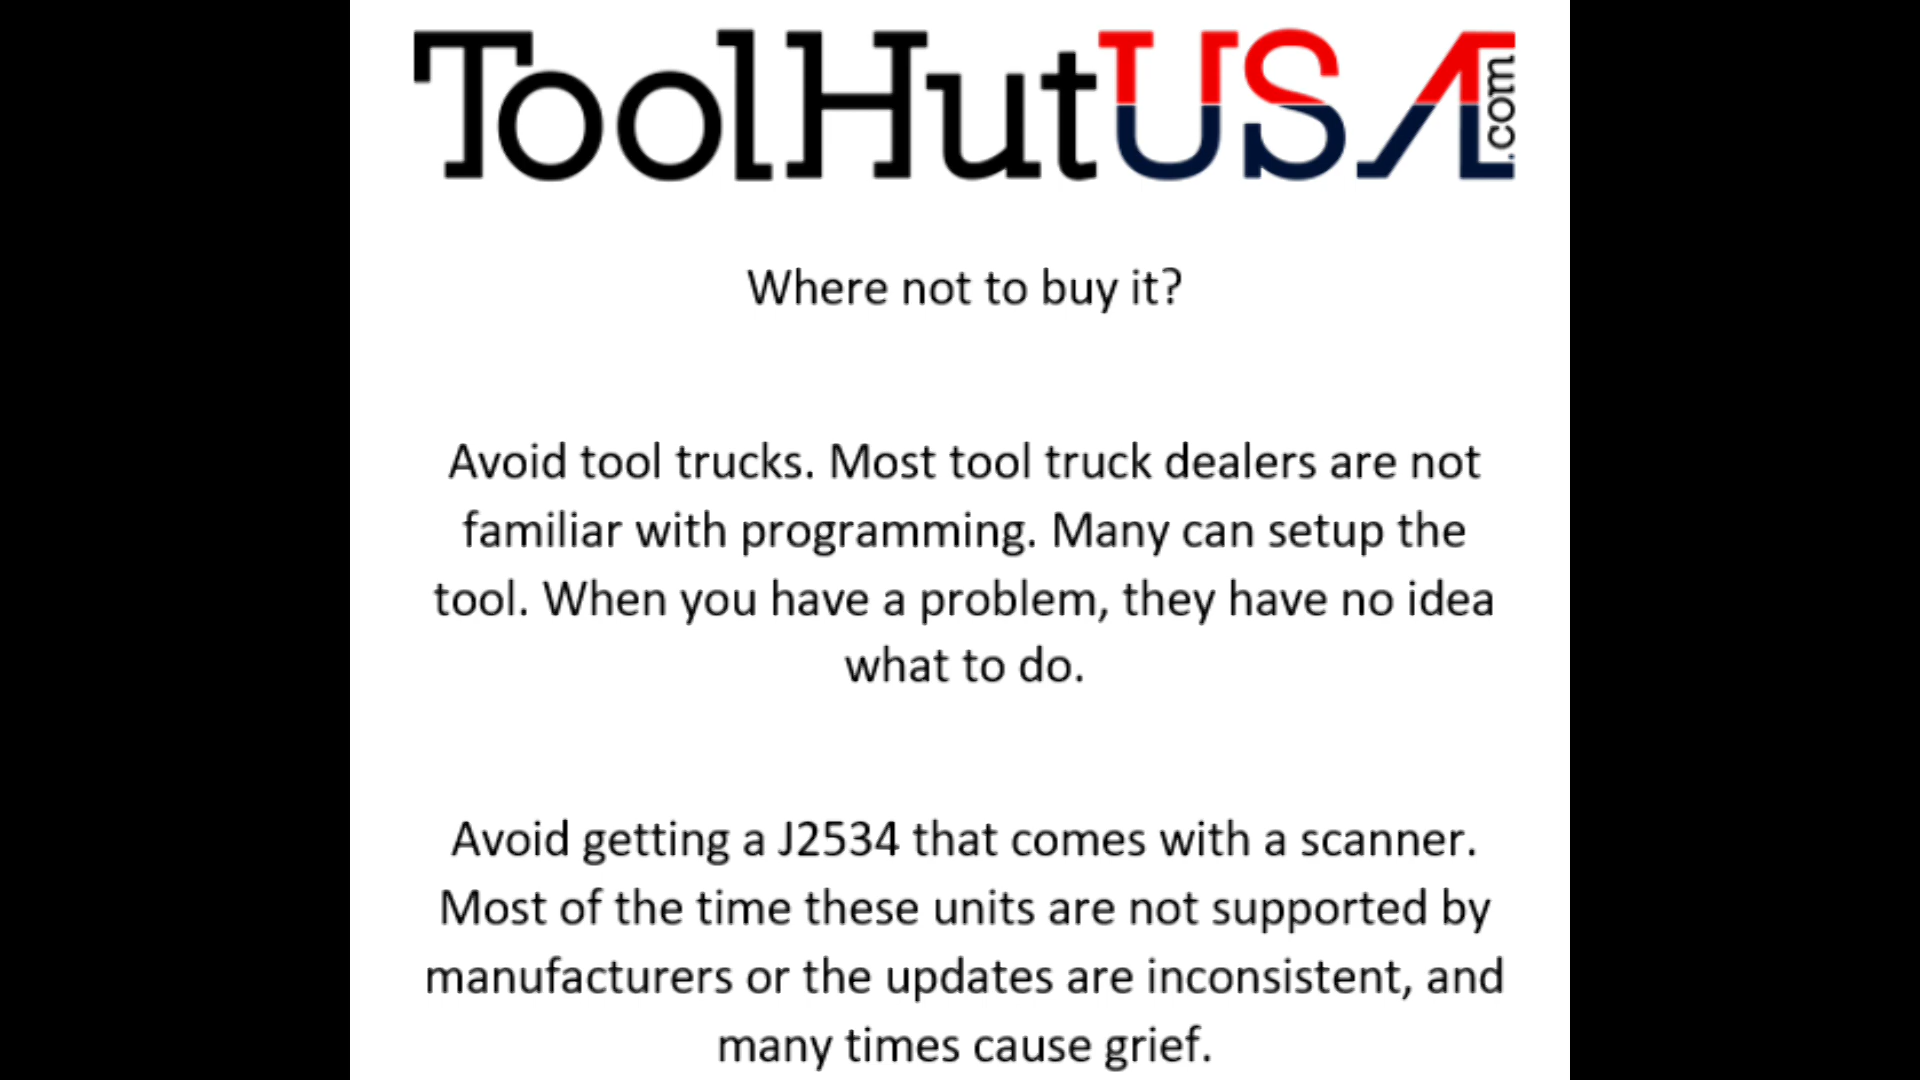 ToolHutUSA.com
Where not to buy it?
Avoid tool trucks. Most tool truck dealers are not
familiar with programming. Many can setup the
tool. When you have a problem, they have no idea
what to do.
Avoid getting a J2534 that comes with a scanner.
Most of the time these units are not supported by
manufacturers or the updates are inconsistent, and
many times cause grief.